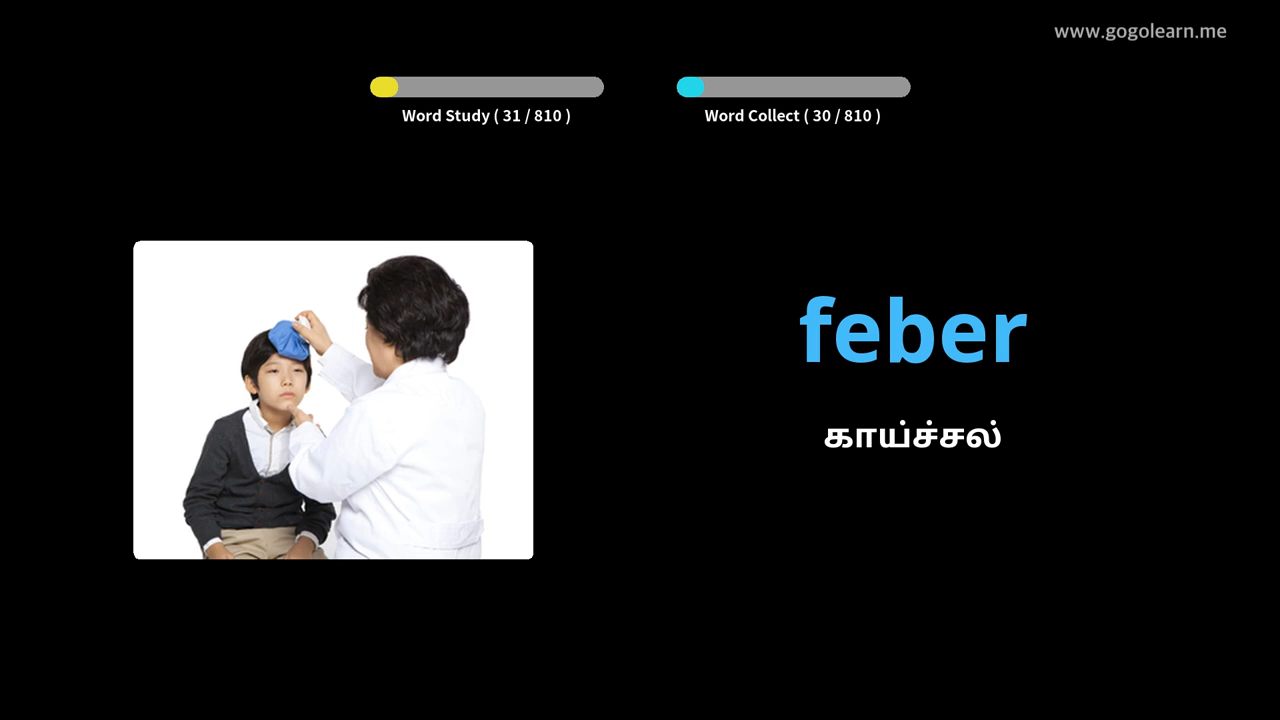 www.gogolearn.me
Word Study ( 31 / 810 )
Word Collect ( 30 / 810 )
feber
காய்ச்சல்